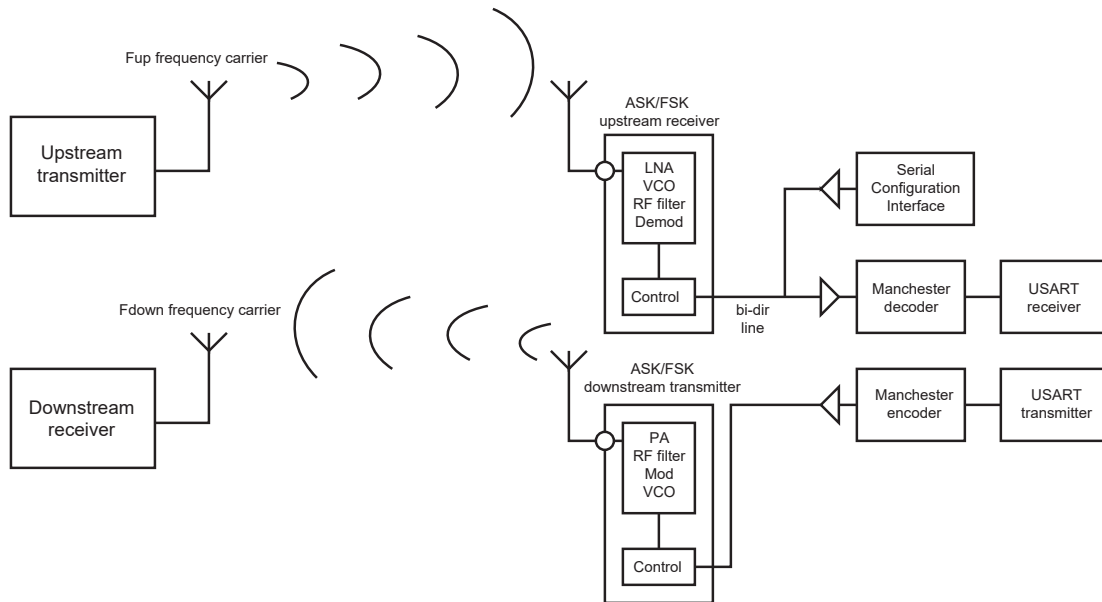 Fup frequency carrier
Upstream
transmitter
ASK/FSK
upstream receiver
LNA
VCO
RF filter
Demod
Control
bi-dir
line
Serial
Configuration
Interface
Manchester
decoder
USART
receiver
Fdown frequency carrier
Downstream
receiver
ASK/FSK
downstream transmitter
PA
RF filter
Mod
VCO
Control
Manchester
encoder
USART
transmitter